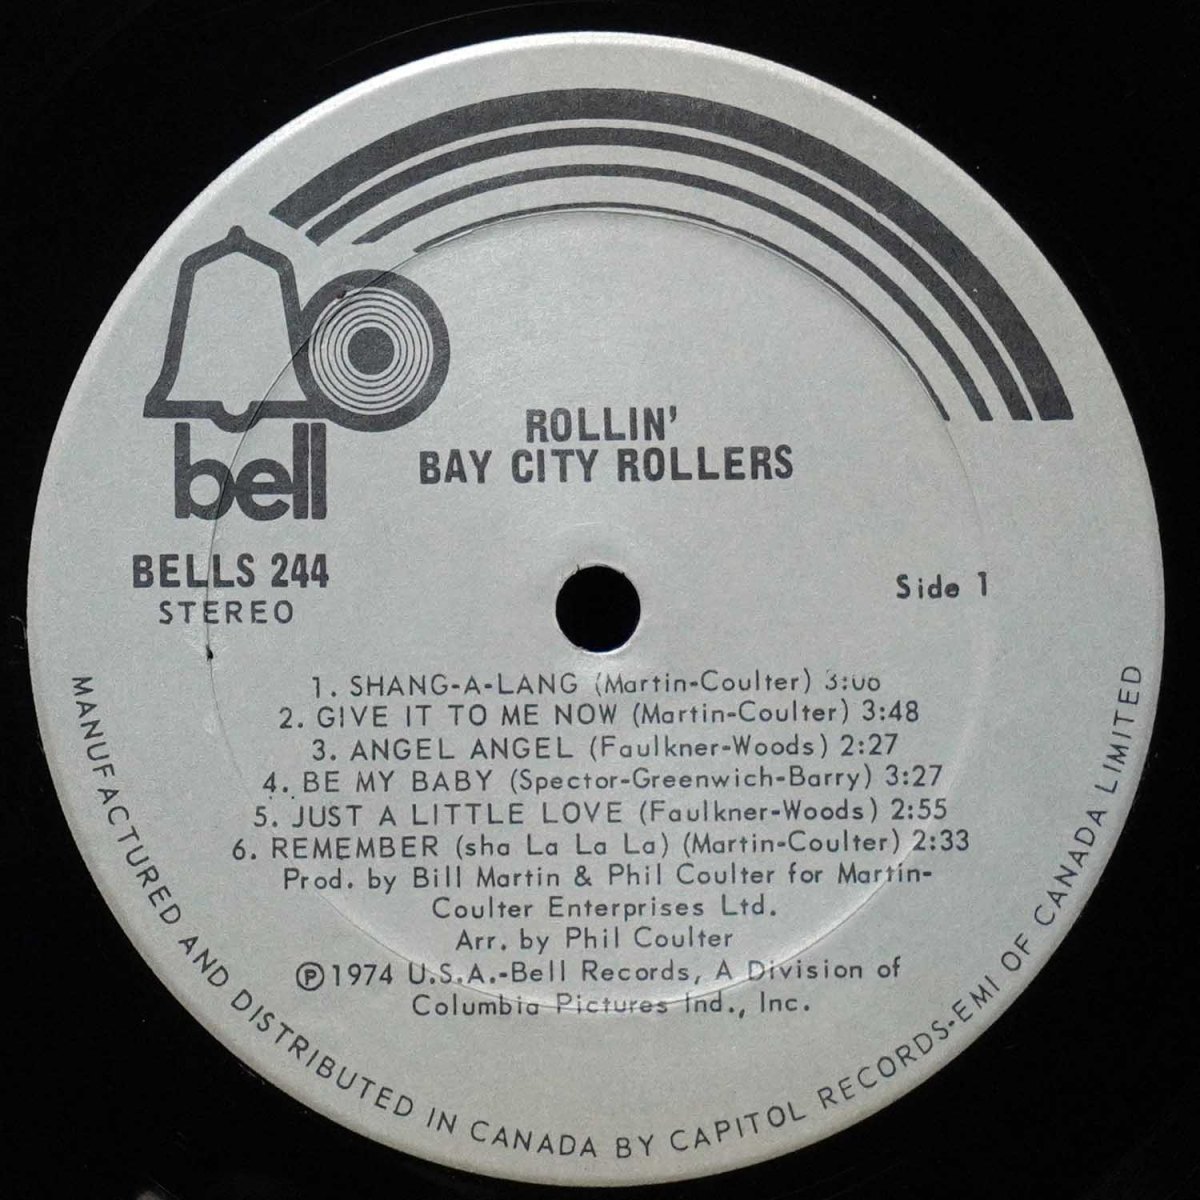 bell
ROLLIN'
BAY CITY ROLLERS
BELLS 244
STEREO
Side 1
1. SHANG-A-LANG (Martin-Coulter) 3:00
2. GIVE IT TO ME NOW (Martin-Coulter) 3:48
3. ANGEL ANGEL (Faulkner-Woods) 2:27
4. BE MY BABY (Spector-Greenwich-Barry) 3:27
5. JUST A LITTLE LOVE (Faulkner-Woods) 2:55
6. REMEMBER (sha La La La) (Martin-Coulter) 2:33
Prod. by Bill Martin & Phil Coulter for Martin-
Coulter Enterprises Ltd.
Arr. by Phil Coulter
Ⓟ1974 U.S.A.-Bell Records, A Division of
Columbia Pictures Ind., Inc.
MANUFACTURED AND DISTRIBUTED IN CANADA BY CAPITOL RECORDS-EMI OF CANADA LIMITED